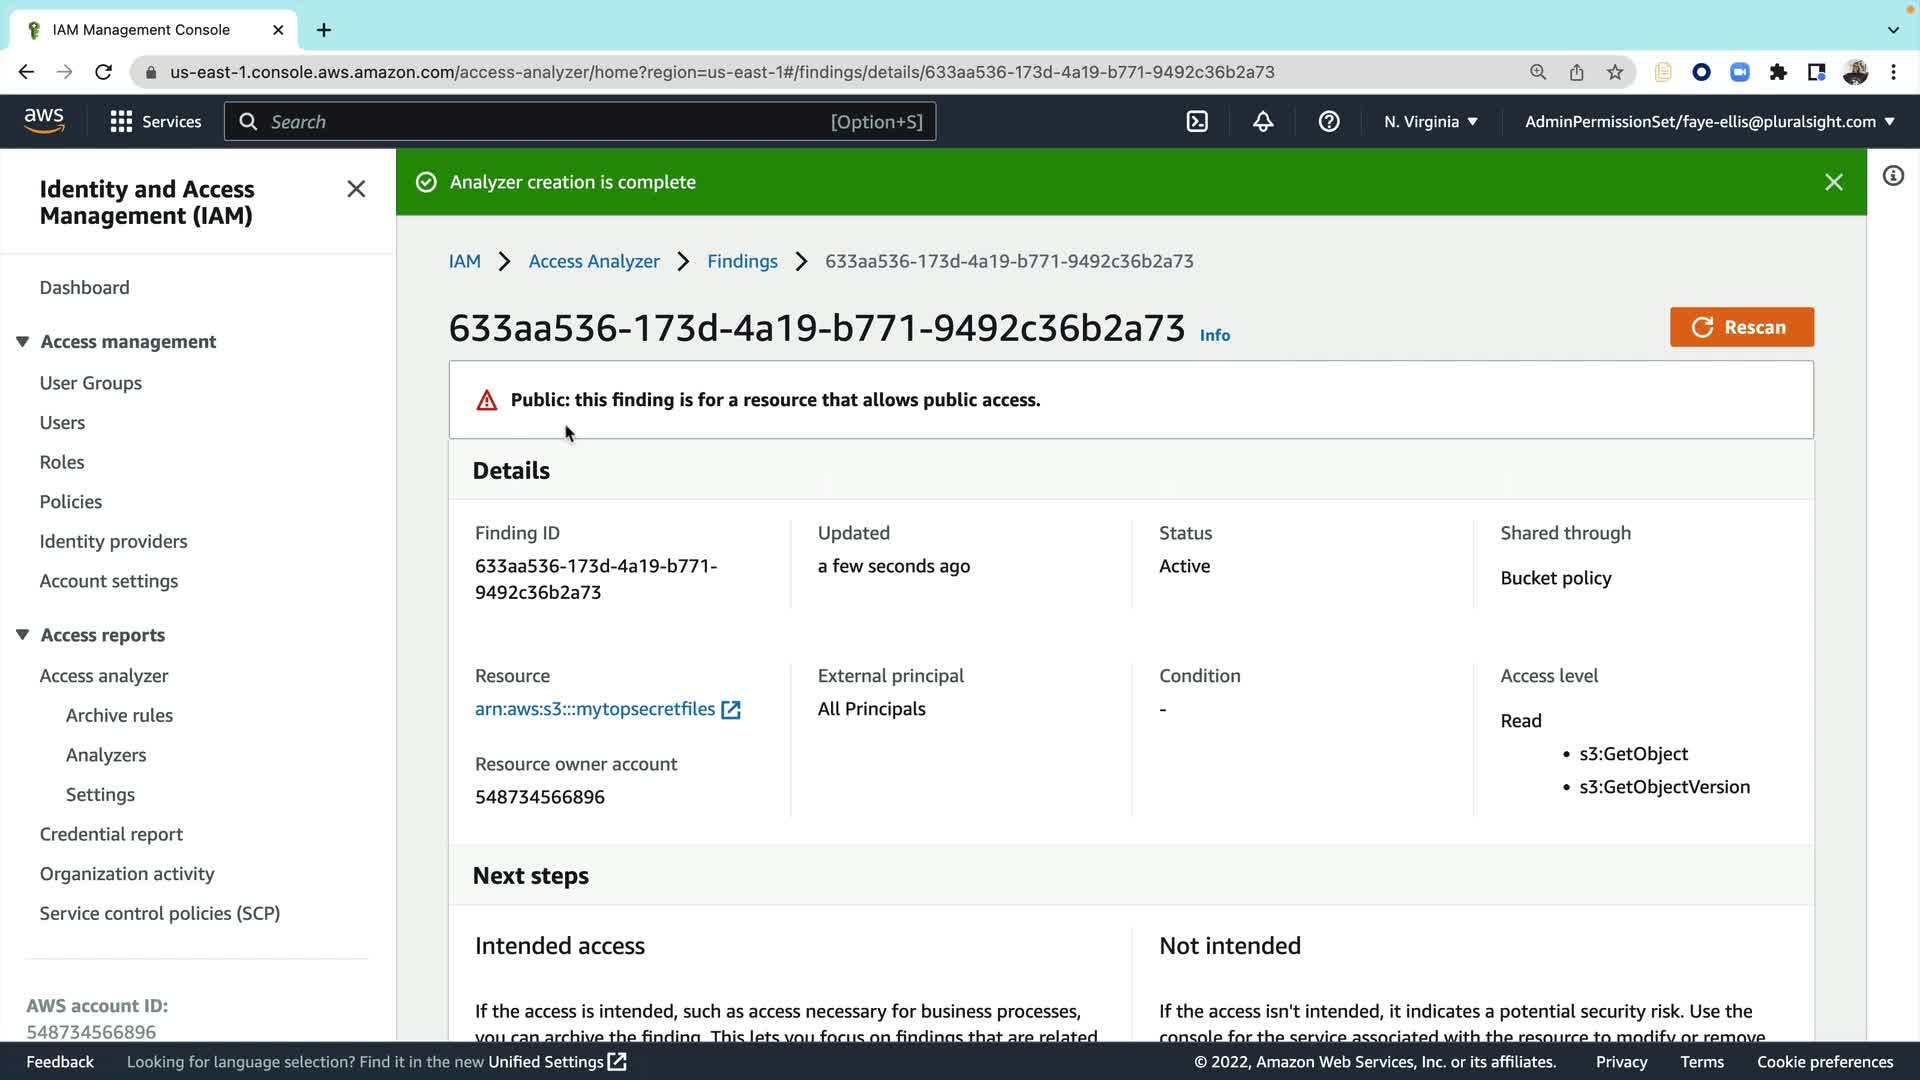 IAM Management Console
us-east-1.console.aws.amazon.com/access-analyzer/home?region=us-east-1#/findings/details/633aa536-173d-4a19-b771-9492c36b2a73
aws
Services
Search
[Option+S]
N. Virginia
AdminPermissionSet/faye-ellis@pluralsight.com
Identity and Access
Management (IAM)
Dashboard
Access management
User Groups
Users
Roles
Policies
Identity providers
Account settings
Access reports
Access analyzer
Archive rules
Analyzers
Settings
Credential report
Organization activity
Service control policies (SCP)
AWS account ID:
548734566896
Analyzer creation is complete
IAM > Access Analyzer > Findings > 633aa536-173d-4a19-b771-9492c36b2a73
633aa536-173d-4a19-b771-9492c36b2a73 Info
Rescan
Public: this finding is for a resource that allows public access.
Details
Finding ID
633aa536-173d-4a19-b771-
9492c36b2a73
Updated
a few seconds ago
Status
Active
Shared through
Bucket policy
Resource
arn:aws:s3:::mytopsecretfiles
Resource owner account
548734566896
External principal
All Principals
Condition
-
Access level
Read
• s3:GetObject
• s3:GetObjectVersion
Next steps
Intended access
If the access is intended, such as access necessary for business processes,
you can archive the finding. This lets you focus on findings that are related
Not intended
If the access isn't intended, it indicates a potential security risk. Use the
console for the service associated with the resource to modify or remove
Feedback
Looking for language selection? Find it in the new Unified Settings
© 2022, Amazon Web Services, Inc. or its affiliates.
Privacy
Terms
Cookie preferences